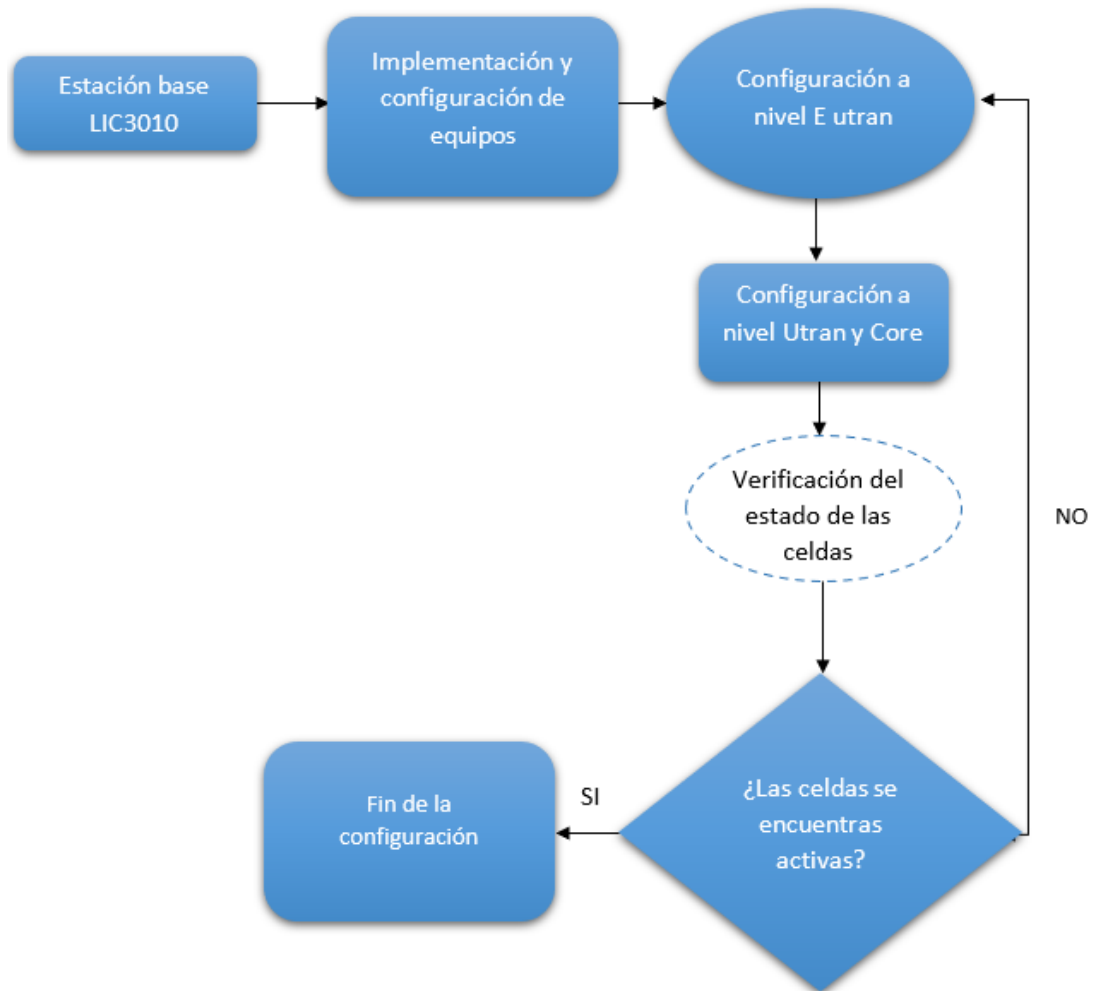 Estación base
LIC3010
Implementación y
configuración de
equipos
Configuración a
nivel E utran
Configuración a
nivel Utran y Core
Verificación del
estado de las
celdas
NO
¿Las celdas se
encuentras
activas?
SI
Fin de la
configuración